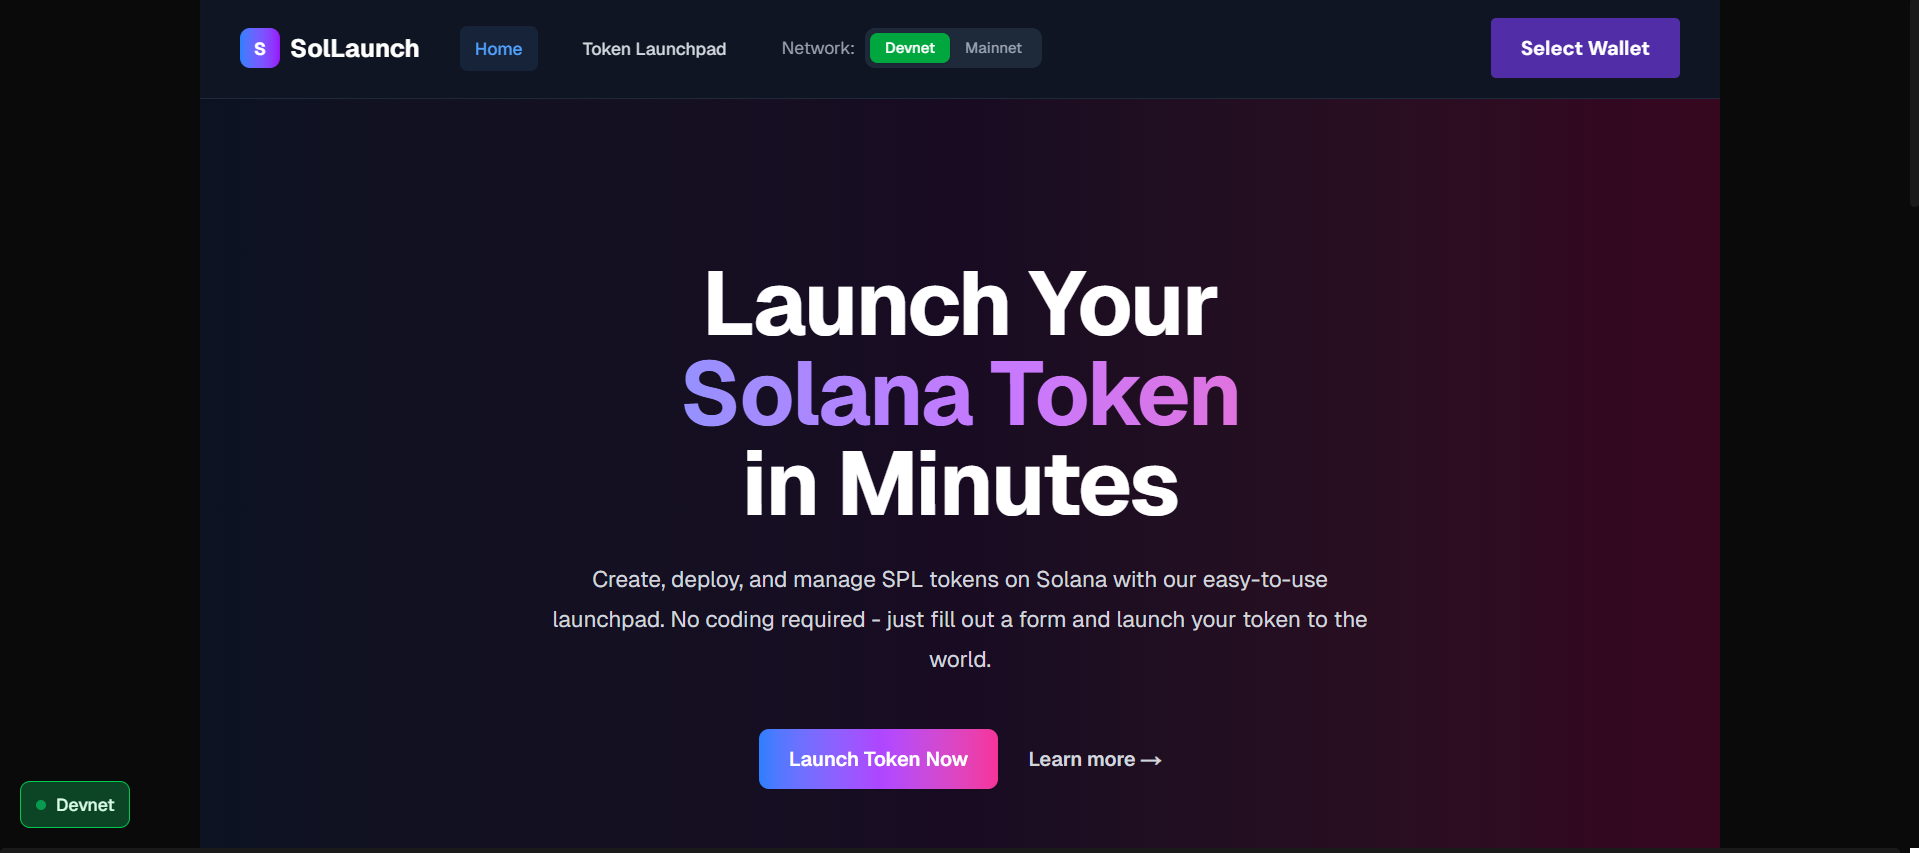 S SolLaunch Home Token Launchpad Network: Devnet Mainnet Select Wallet
Launch Your
Solana Token
in Minutes
Create, deploy, and manage SPL tokens on Solana with our easy-to-use
launchpad. No coding required - just fill out a form and launch your token to the
world.
Launch Token Now Learn more →
Devnet